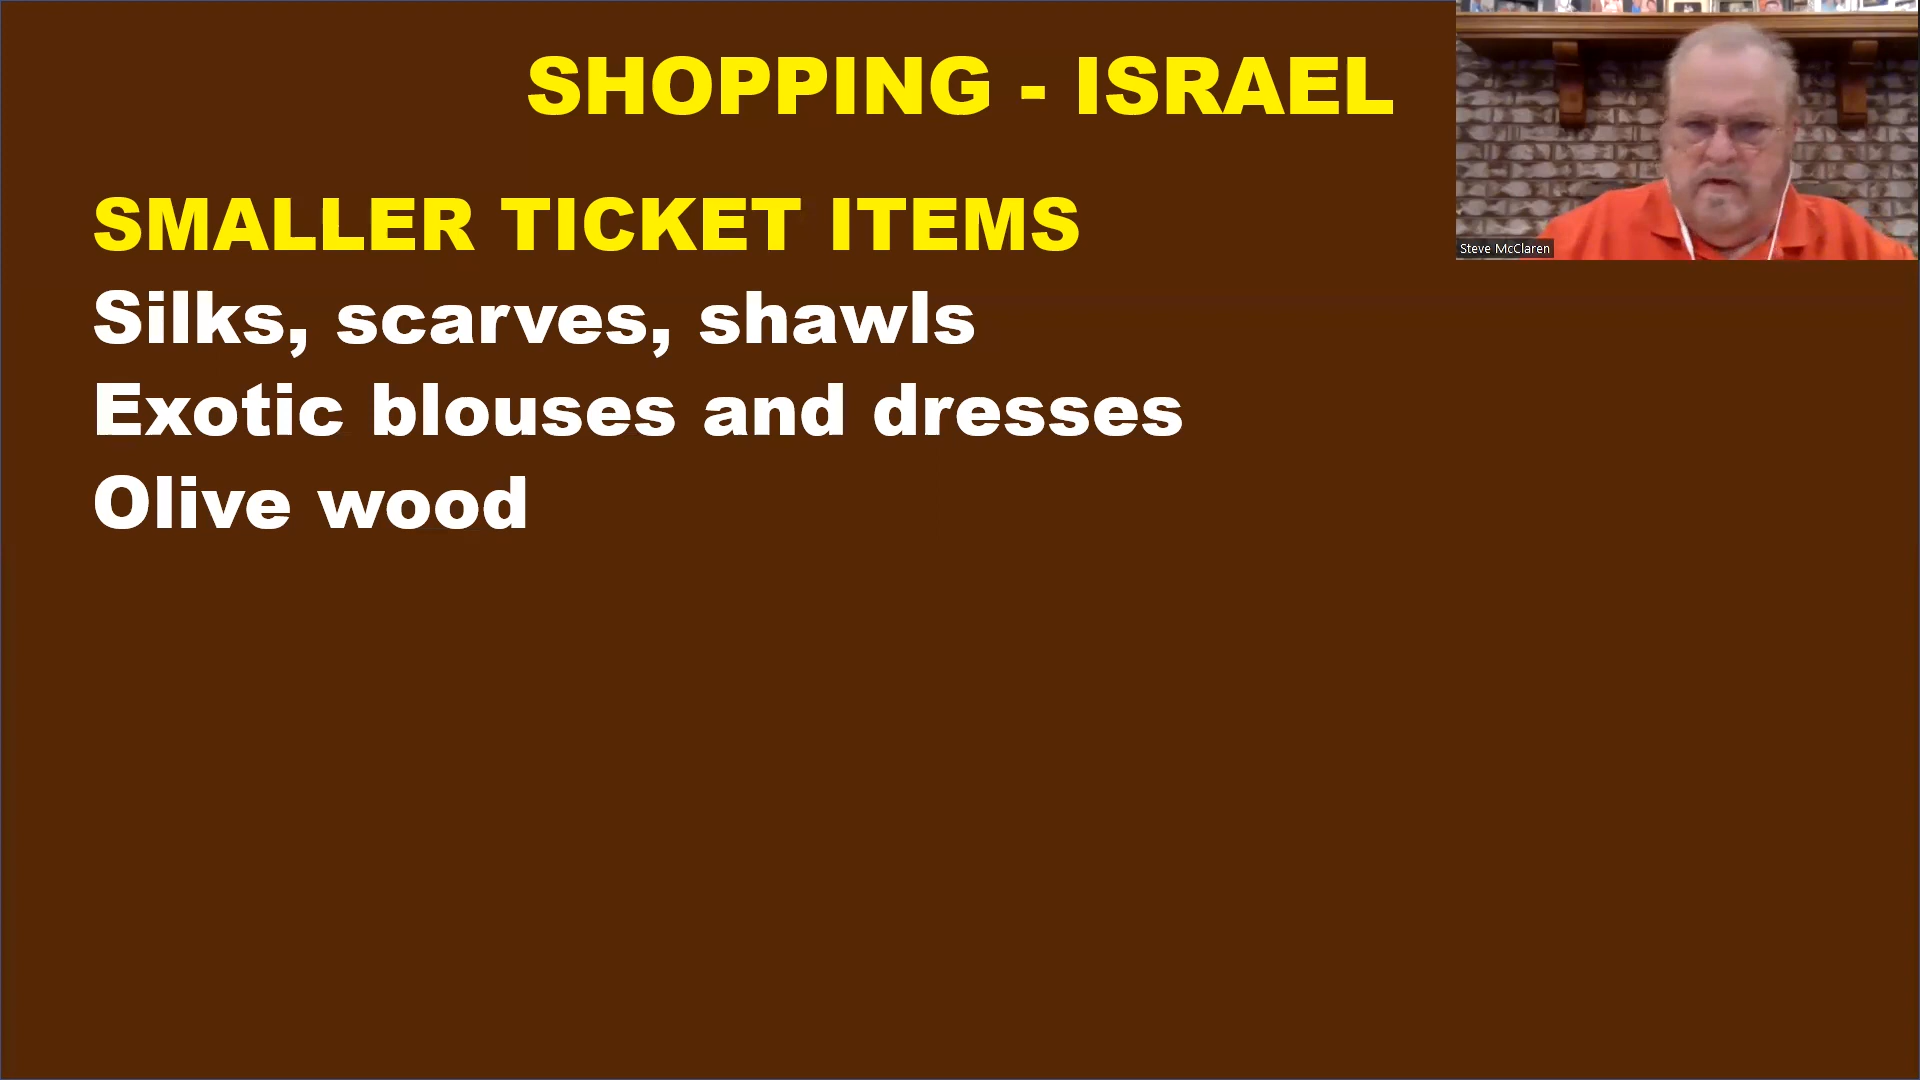 SHOPPING - ISRAEL
SMALLER TICKET ITEMS
Silks, scarves, shawls
Exotic blouses and dresses
Olive wood
Steve McClaren